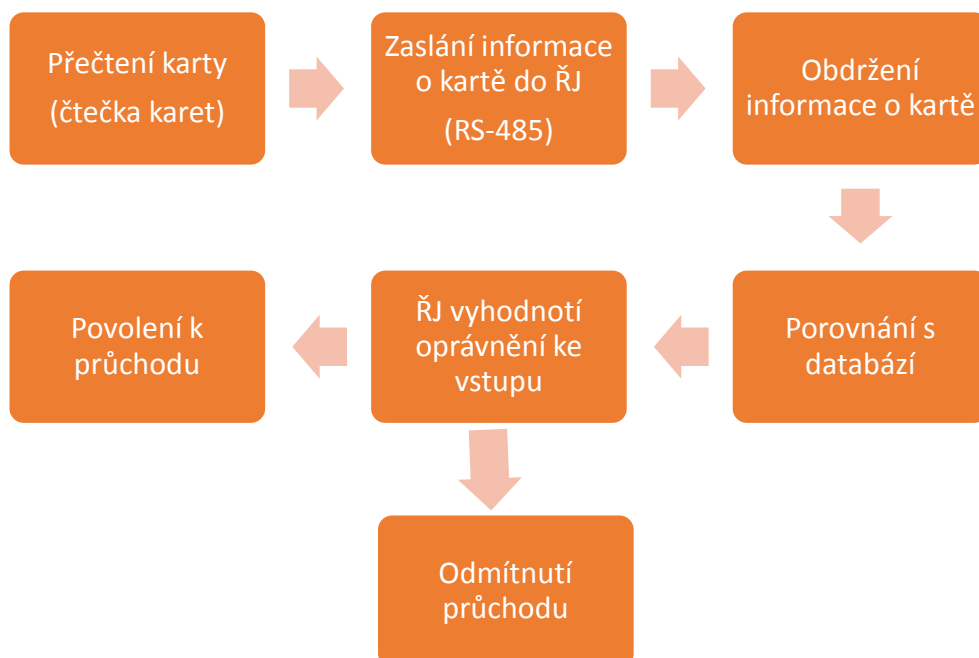 Přečtení karty
(čtečka karet)
Zaslání informace
o kartě do ŘJ
(RS-485)
Obdržení
informace o kartě
Povolení k
průchodu
ŘJ vyhodnotí
oprávnění ke
vstupu
Porovnání s
databází
Odmítnutí
průchodu